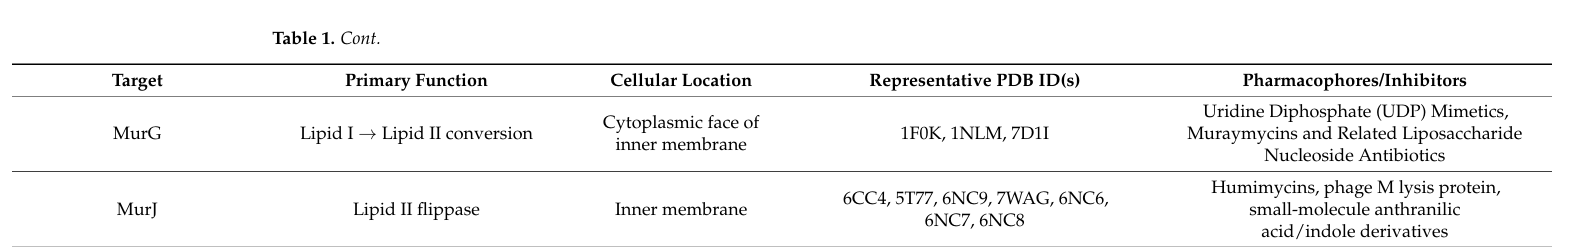 Table 1. Cont.
Target Primary Function Cellular Location Representative PDB ID(s) Pharmacophores/Inhibitors
MurG Lipid I → Lipid II conversion Cytoplasmic face of
inner membrane 1F0K, 1NLM, 7D1I Uridine Diphosphate (UDP) Mimetics,
Muraymycins and Related Liposaccharide
Nucleoside Antibiotics
MurJ Lipid II flippase Inner membrane 6CC4, 5T77, 6NC9, 7WAG, 6NC6,
6NC7, 6NC8 Humimycins, phage M lysis protein,
small-molecule anthranilic
acid/indole derivatives